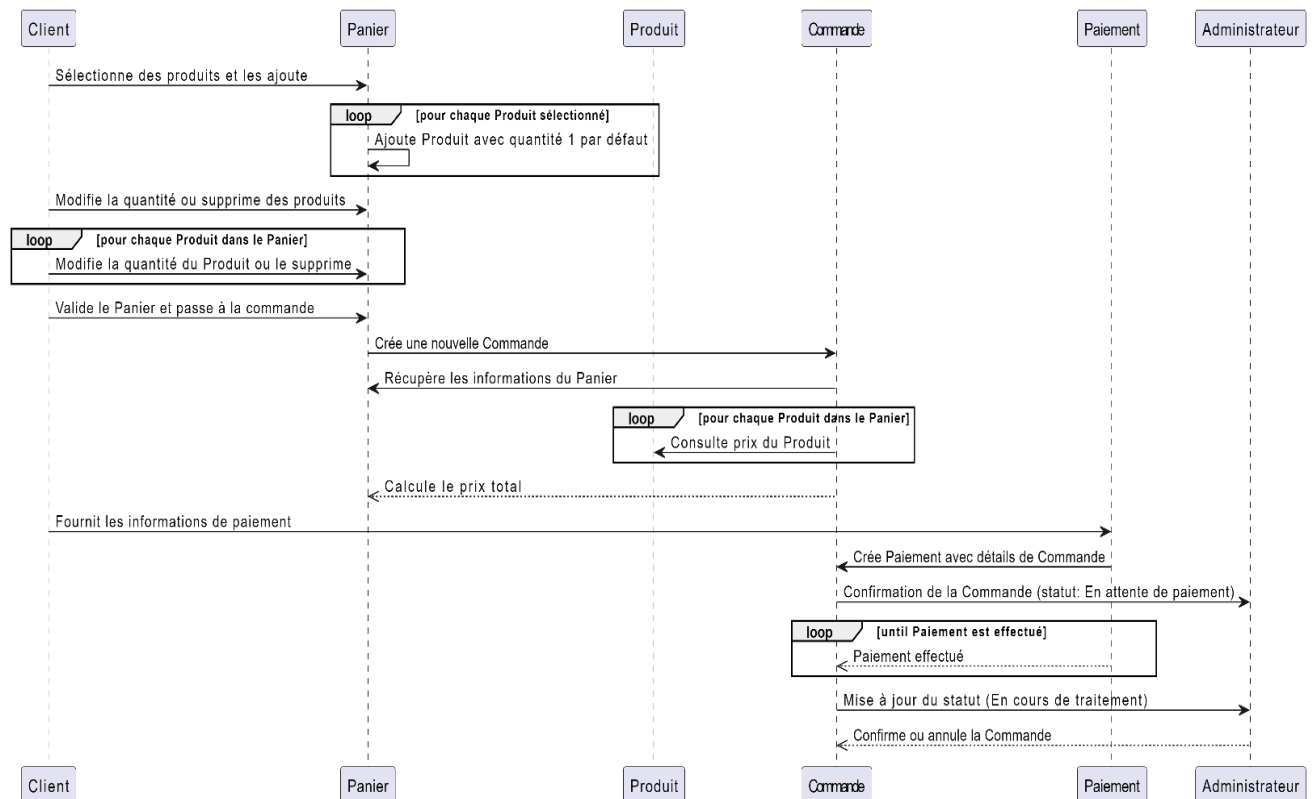 Client Panier Produit Commande Paiement Administrateur
Sélectionne des produits et les ajoute
loop [pour chaque Produit sélectionné]
Ajoute Produit avec quantité 1 par défaut
Modifie la quantité ou supprime des produits
loop [pour chaque Produit dans le Panier]
Modifie la quantité du Produit ou le supprime
Valide le Panier et passe à la commande
Crée une nouvelle Commande
Récupère les informations du Panier
loop [pour chaque Produit dans le Panier]
Consulte prix du Produit
Calcule le prix total
Fournit les informations de paiement
Crée Paiement avec détails de Commande
Confirmation de la Commande (statut: En attente de paiement)
loop [until Paiement est effectué]
Paiement effectué
Mise à jour du statut (En cours de traitement)
Confirme ou annule la Commande
Client Panier Produit Commande Paiement Administrateur